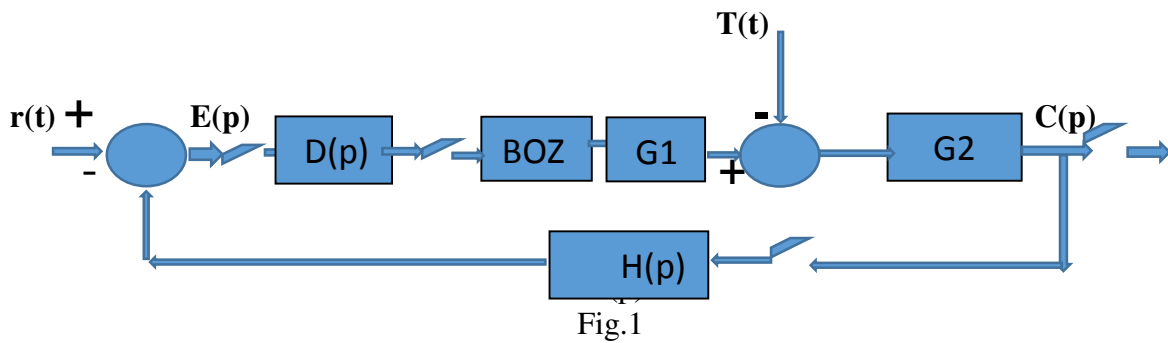 T(t)
r(t) + E(p) - C(p)
- D(p) BOZ G1 + G2
H(p)
Fig.1